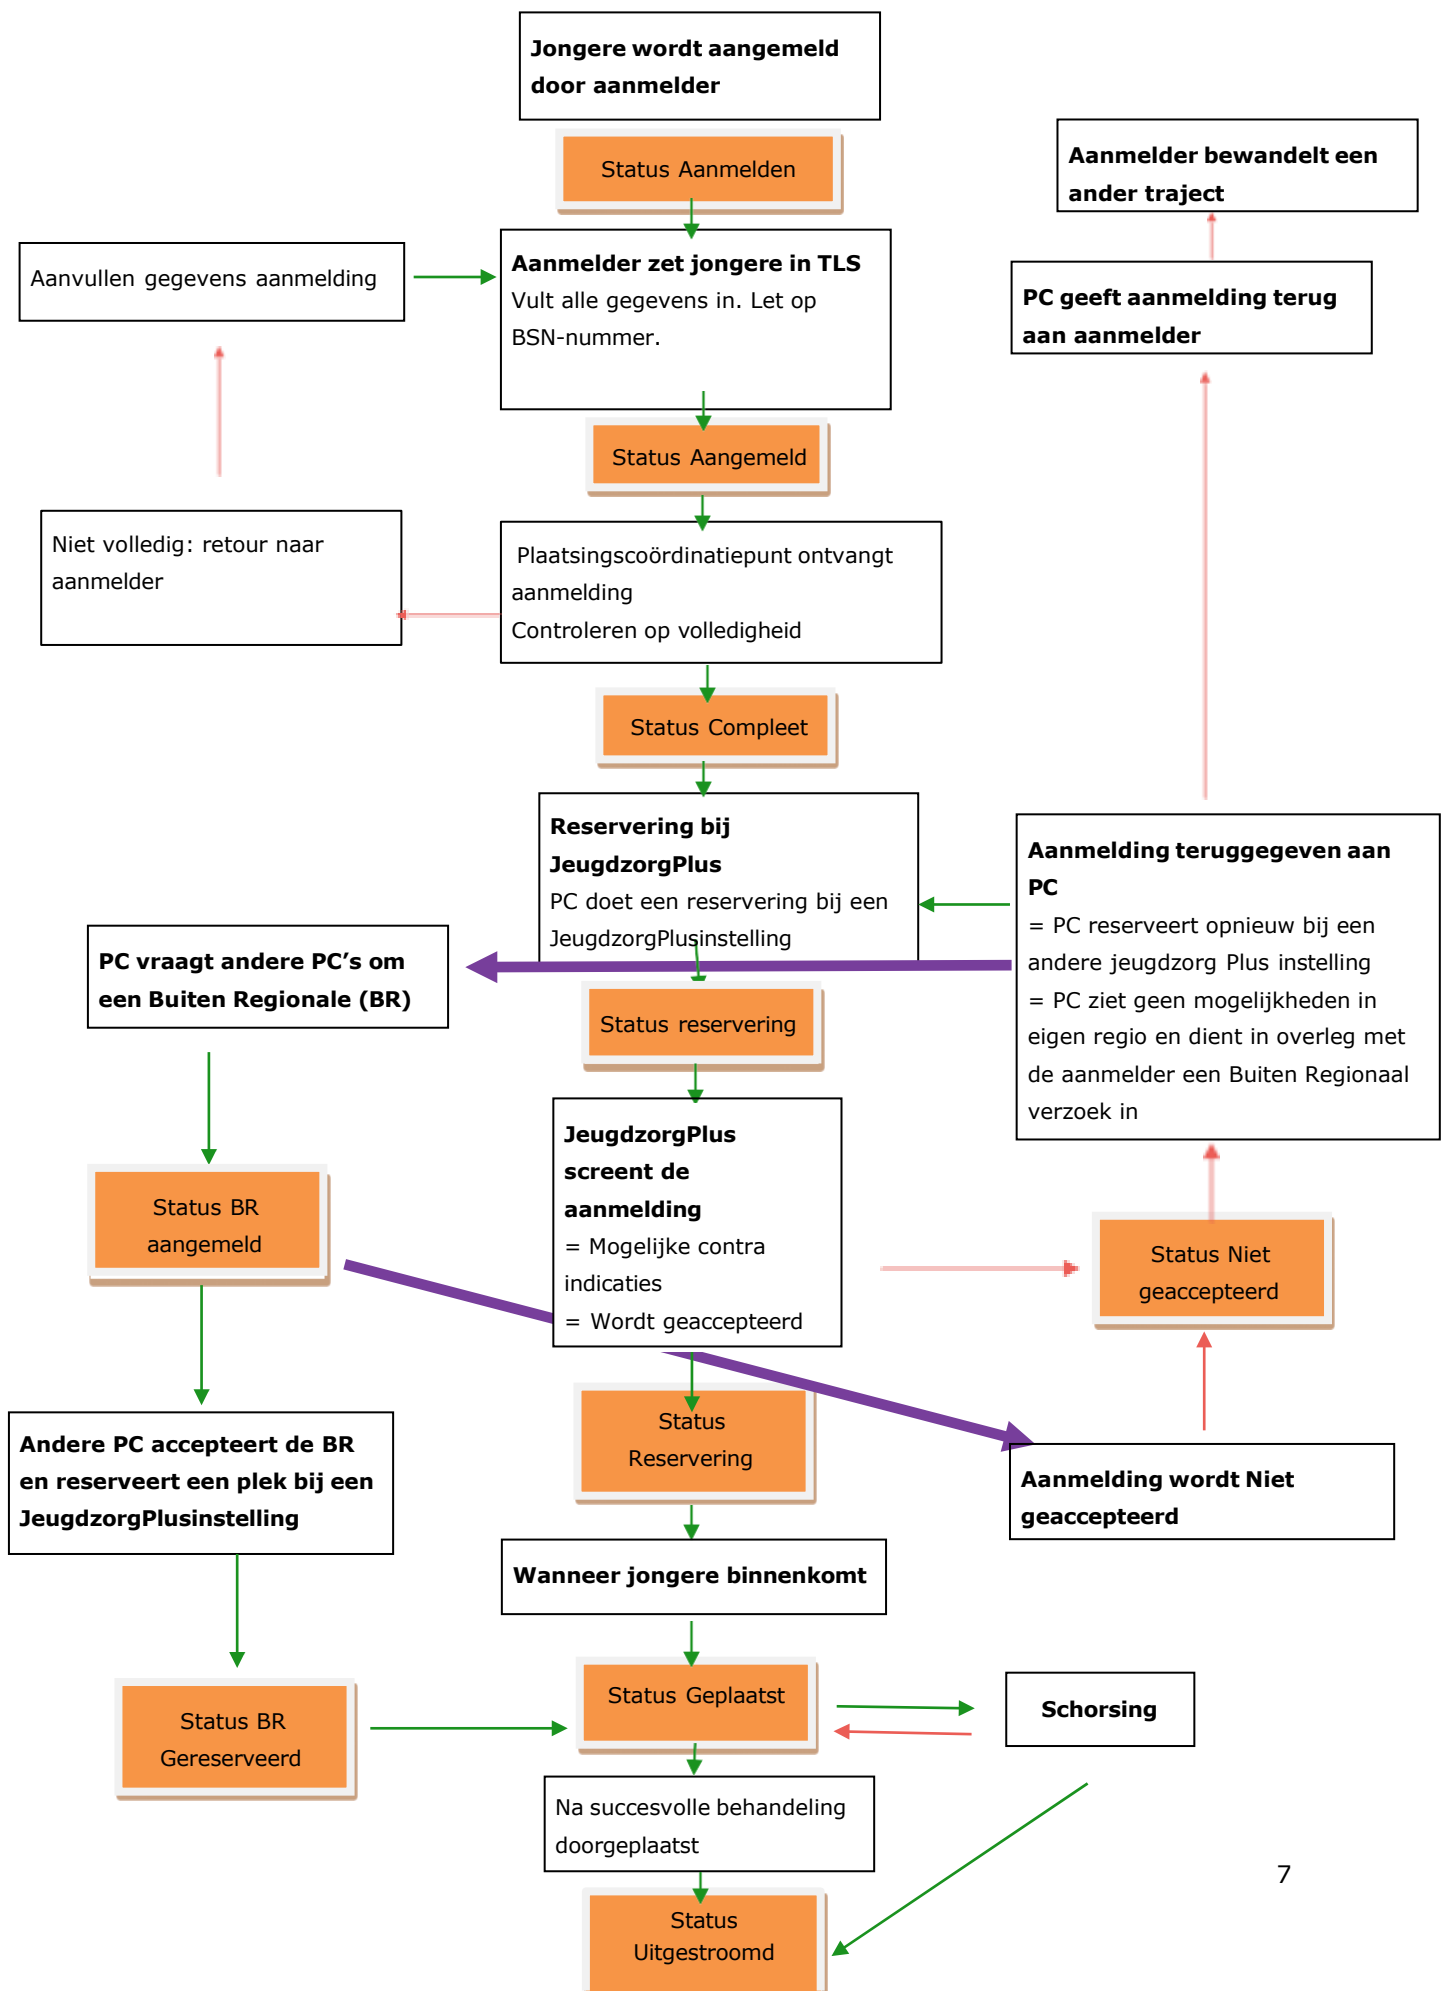 Jongere wordt aangemeld
door aanmelder
Status Aanmelden
Aanmelder bewandelt een
ander traject
Aanvullen gegevens aanmelding
Aanmelder zet jongere in TLS
Vult alle gegevens in. Let op
BSN-nummer.
PC geeft aanmelding terug
aan aanmelder
Status Aangemeld
Niet volledig: retour naar
aanmelder
Plaatsingscoördinatiepunt ontvangt
aanmelding
Controleren op volledigheid
Status Compleet
Reservering bij
JeugdzorgPlus
PC doet een reservering bij een
JeugdzorgPlusinstelling
Aanmelding teruggegeven aan
PC
= PC reserveert opnieuw bij een
andere jeugdzorg Plus instelling
= PC ziet geen mogelijkheden in
eigen regio en dient in overleg met
de aanmelder een Buiten Regionaal
verzoek in
PC vraagt andere PC’s om
een Buiten Regionale (BR)
Status reservering
JeugdzorgPlus
screent de
aanmelding
= Mogelijke contra
indicaties
= Wordt geaccepteerd
Status BR
aangemeld
Status Niet
geaccepteerd
Andere PC accepteert de BR
en reserveert een plek bij een
JeugdzorgPlusinstelling
Status
Reservering
Aanmelding wordt Niet
geaccepteerd
Wanneer jongere binnenkomt
Status BR
Gereserveerd
Status Geplaatst
Schorsing
Na succesvolle behandeling
doorgeplaatst
7
Status
Uitgestroomd